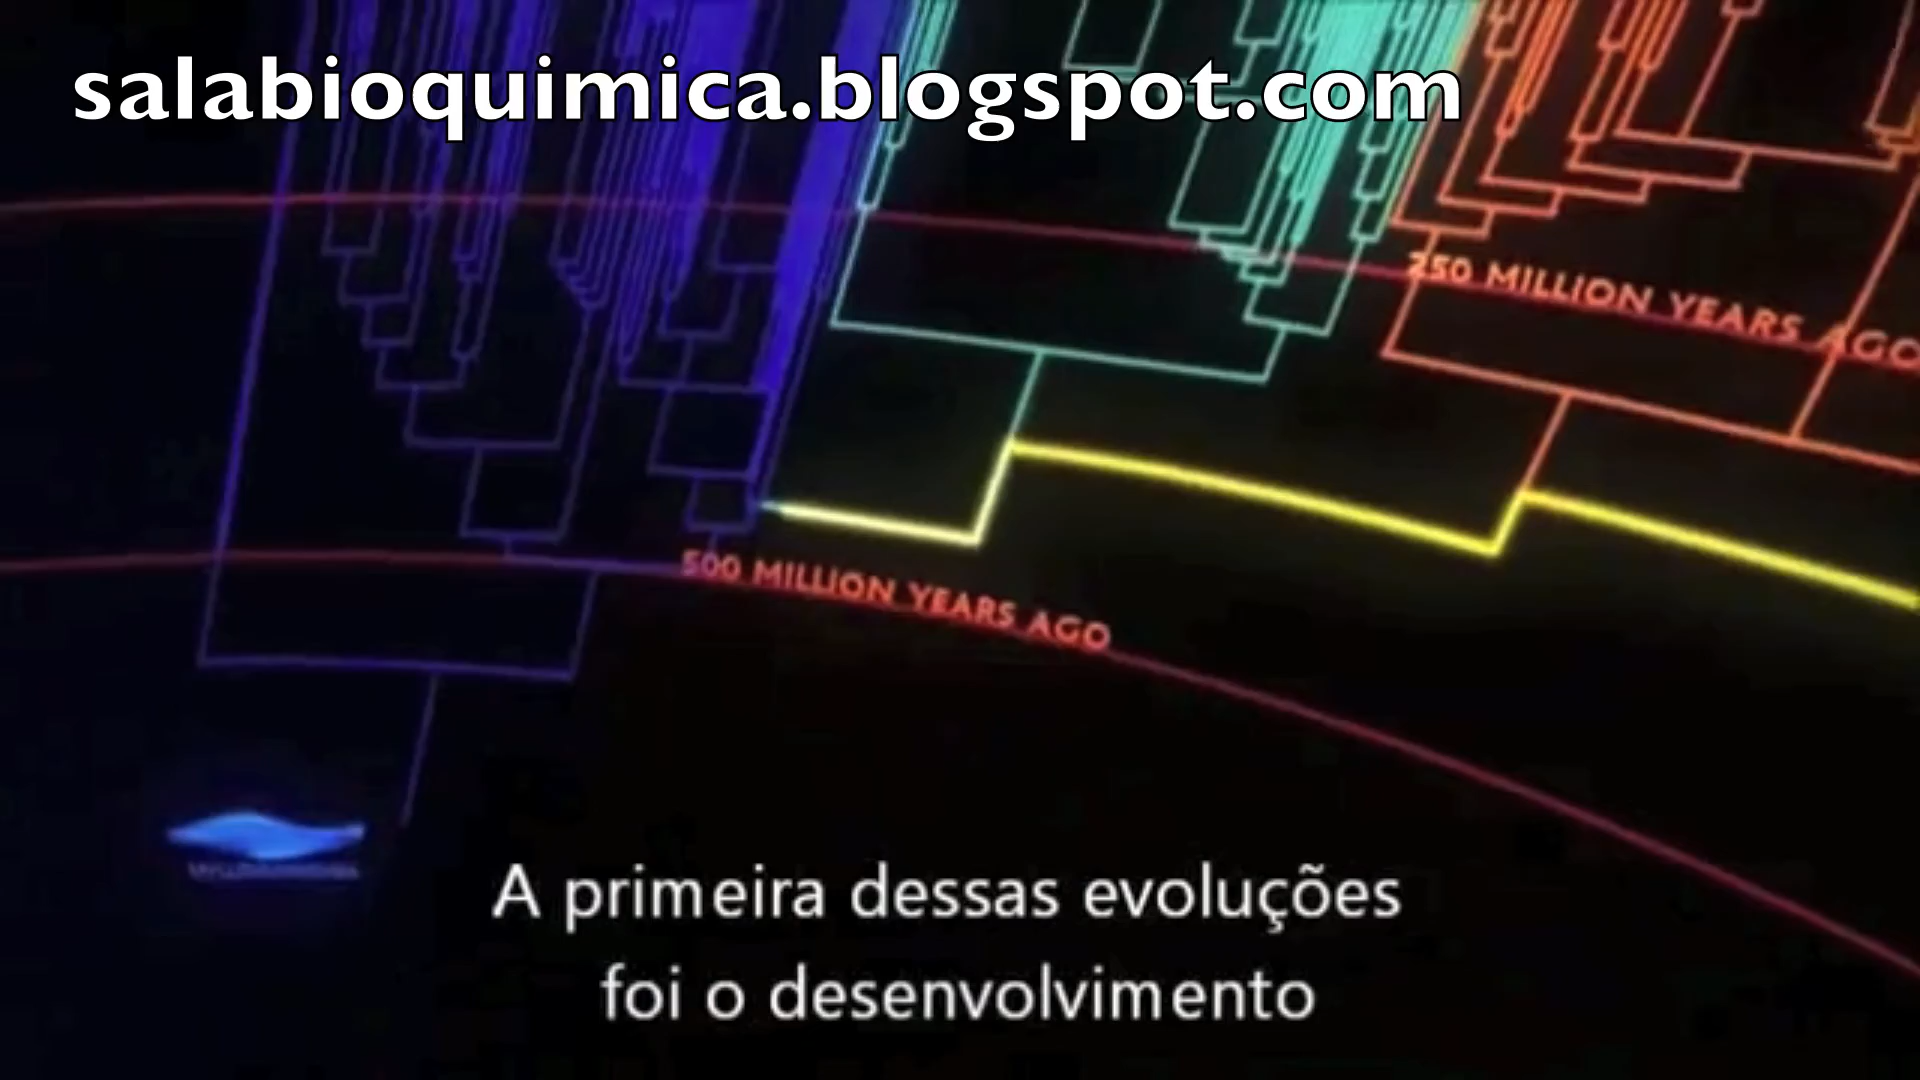 salabioquimica.blogspot.com
250 MILLION YEARS AGO
500 MILLION YEARS AGO
A primeira dessas evoluções
foi o desenvolvimento